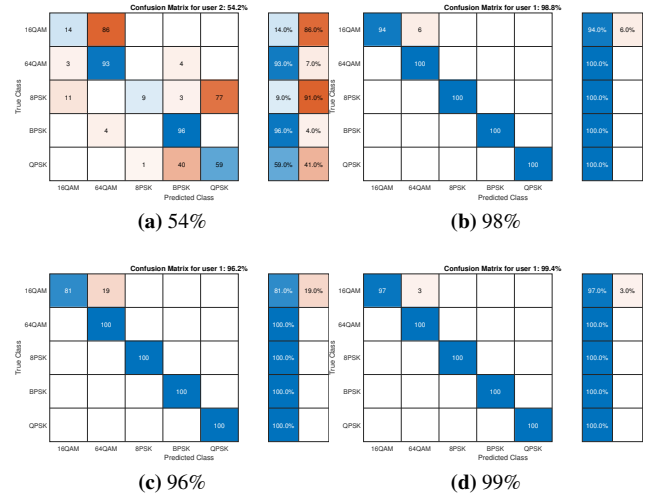 Confusion Matrix for user 2: 54.2%
16QAM 14 86 14.0% 86.0%
64QAM 3 93 4 93.0% 7.0%
8PSK 11 9 3 77 9.0% 91.0%
BPSK 4 96 96.0% 4.0%
QPSK 1 40 59 59.0% 41.0%
True Class
16QAM 64QAM 8PSK BPSK QPSK
Predicted Class
(a) 54%
Confusion Matrix for user 1: 98.8%
16QAM 94 6 94.0% 6.0%
64QAM 100 100.0%
8PSK 100 100.0%
BPSK 100 100.0%
QPSK 100 100.0%
True Class
16QAM 64QAM 8PSK BPSK QPSK
Predicted Class
(b) 98%
Confusion Matrix for user 1: 96.2%
16QAM 81 19 81.0% 19.0%
64QAM 100 100.0%
8PSK 100 100.0%
BPSK 100 100.0%
QPSK 100 100.0%
True Class
16QAM 64QAM 8PSK BPSK QPSK
Predicted Class
(c) 96%
Confusion Matrix for user 1: 99.4%
16QAM 97 3 97.0% 3.0%
64QAM 100 100.0%
8PSK 100 100.0%
BPSK 100 100.0%
QPSK 100 100.0%
True Class
16QAM 64QAM 8PSK BPSK QPSK
Predicted Class
(d) 99%